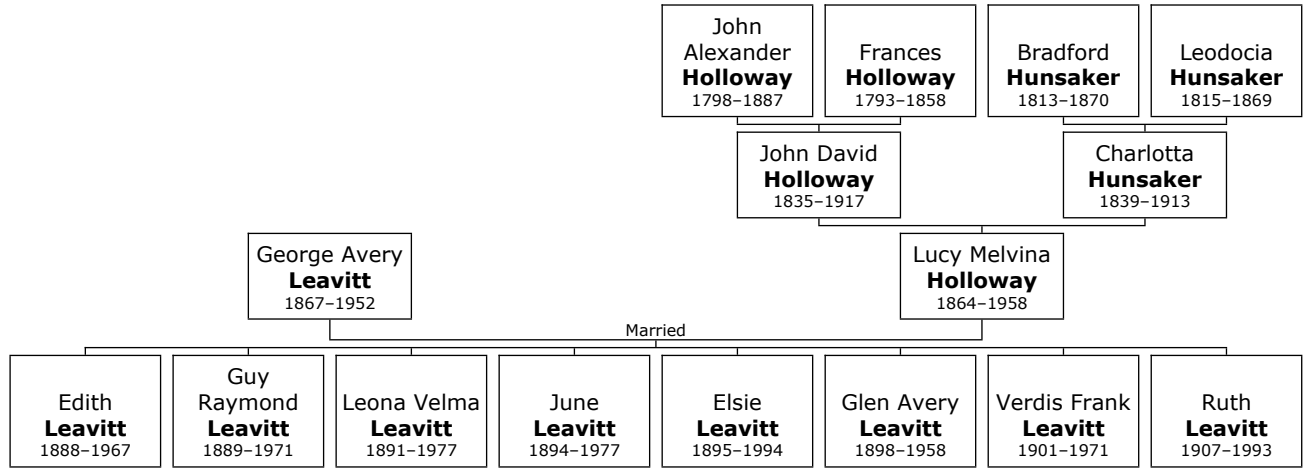 John
Alexander
Holloway
1798–1887
Frances
Holloway
1793–1858
Bradford
Hunsaker
1813–1870
Leodocia
Hunsaker
1815–1869
John David
Holloway
1835–1917
Charlotta
Hunsaker
1839–1913
George Avery
Leavitt
1867–1952
Lucy Melvina
Holloway
1864–1958
Married
Edith
Leavitt
1888–1967
Guy
Raymond
Leavitt
1889–1971
Leona Velma
Leavitt
1891–1977
June
Leavitt
1894–1977
Elsie
Leavitt
1895–1994
Glen Avery
Leavitt
1898–1958
Verdis Frank
Leavitt
1901–1971
Ruth
Leavitt
1907–1993